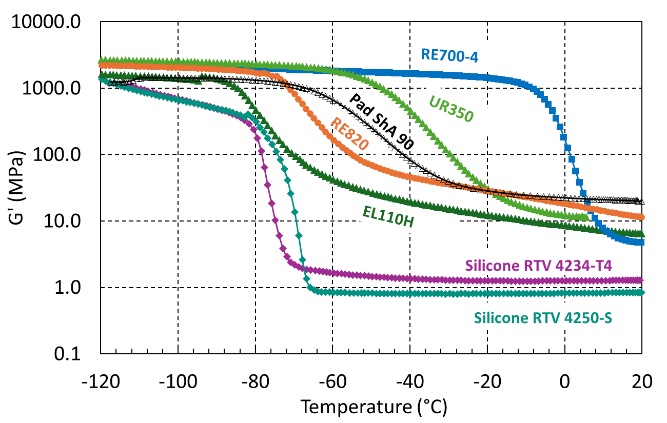 10000.0
1000.0
100.0
10.0
1.0
0.1
G' (MPa)
RE700-4
UR350
Pad ShA 90
RE820
EL110H
Silicone RTV 4234-T4
Silicone RTV 4250-S
-120 -100 -80 -60 -40 -20 0 20
Temperature (°C)